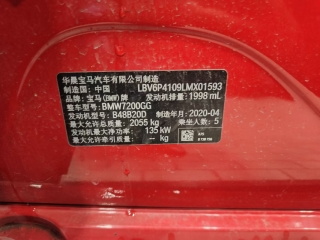 华晨宝马汽车有限公司制造
制造国：中国 LBV6P4109LMX01593
品牌：宝马(BMW)牌 发动机排量：1998 mL
整车型号：BMW7200GG
发动机型号：B48B20D 制造年月：2020-04
最大允许总质量：2055 kg 乘坐人数：5
发动机最大净功率：135 kW
最大允许牵引质量：— kg